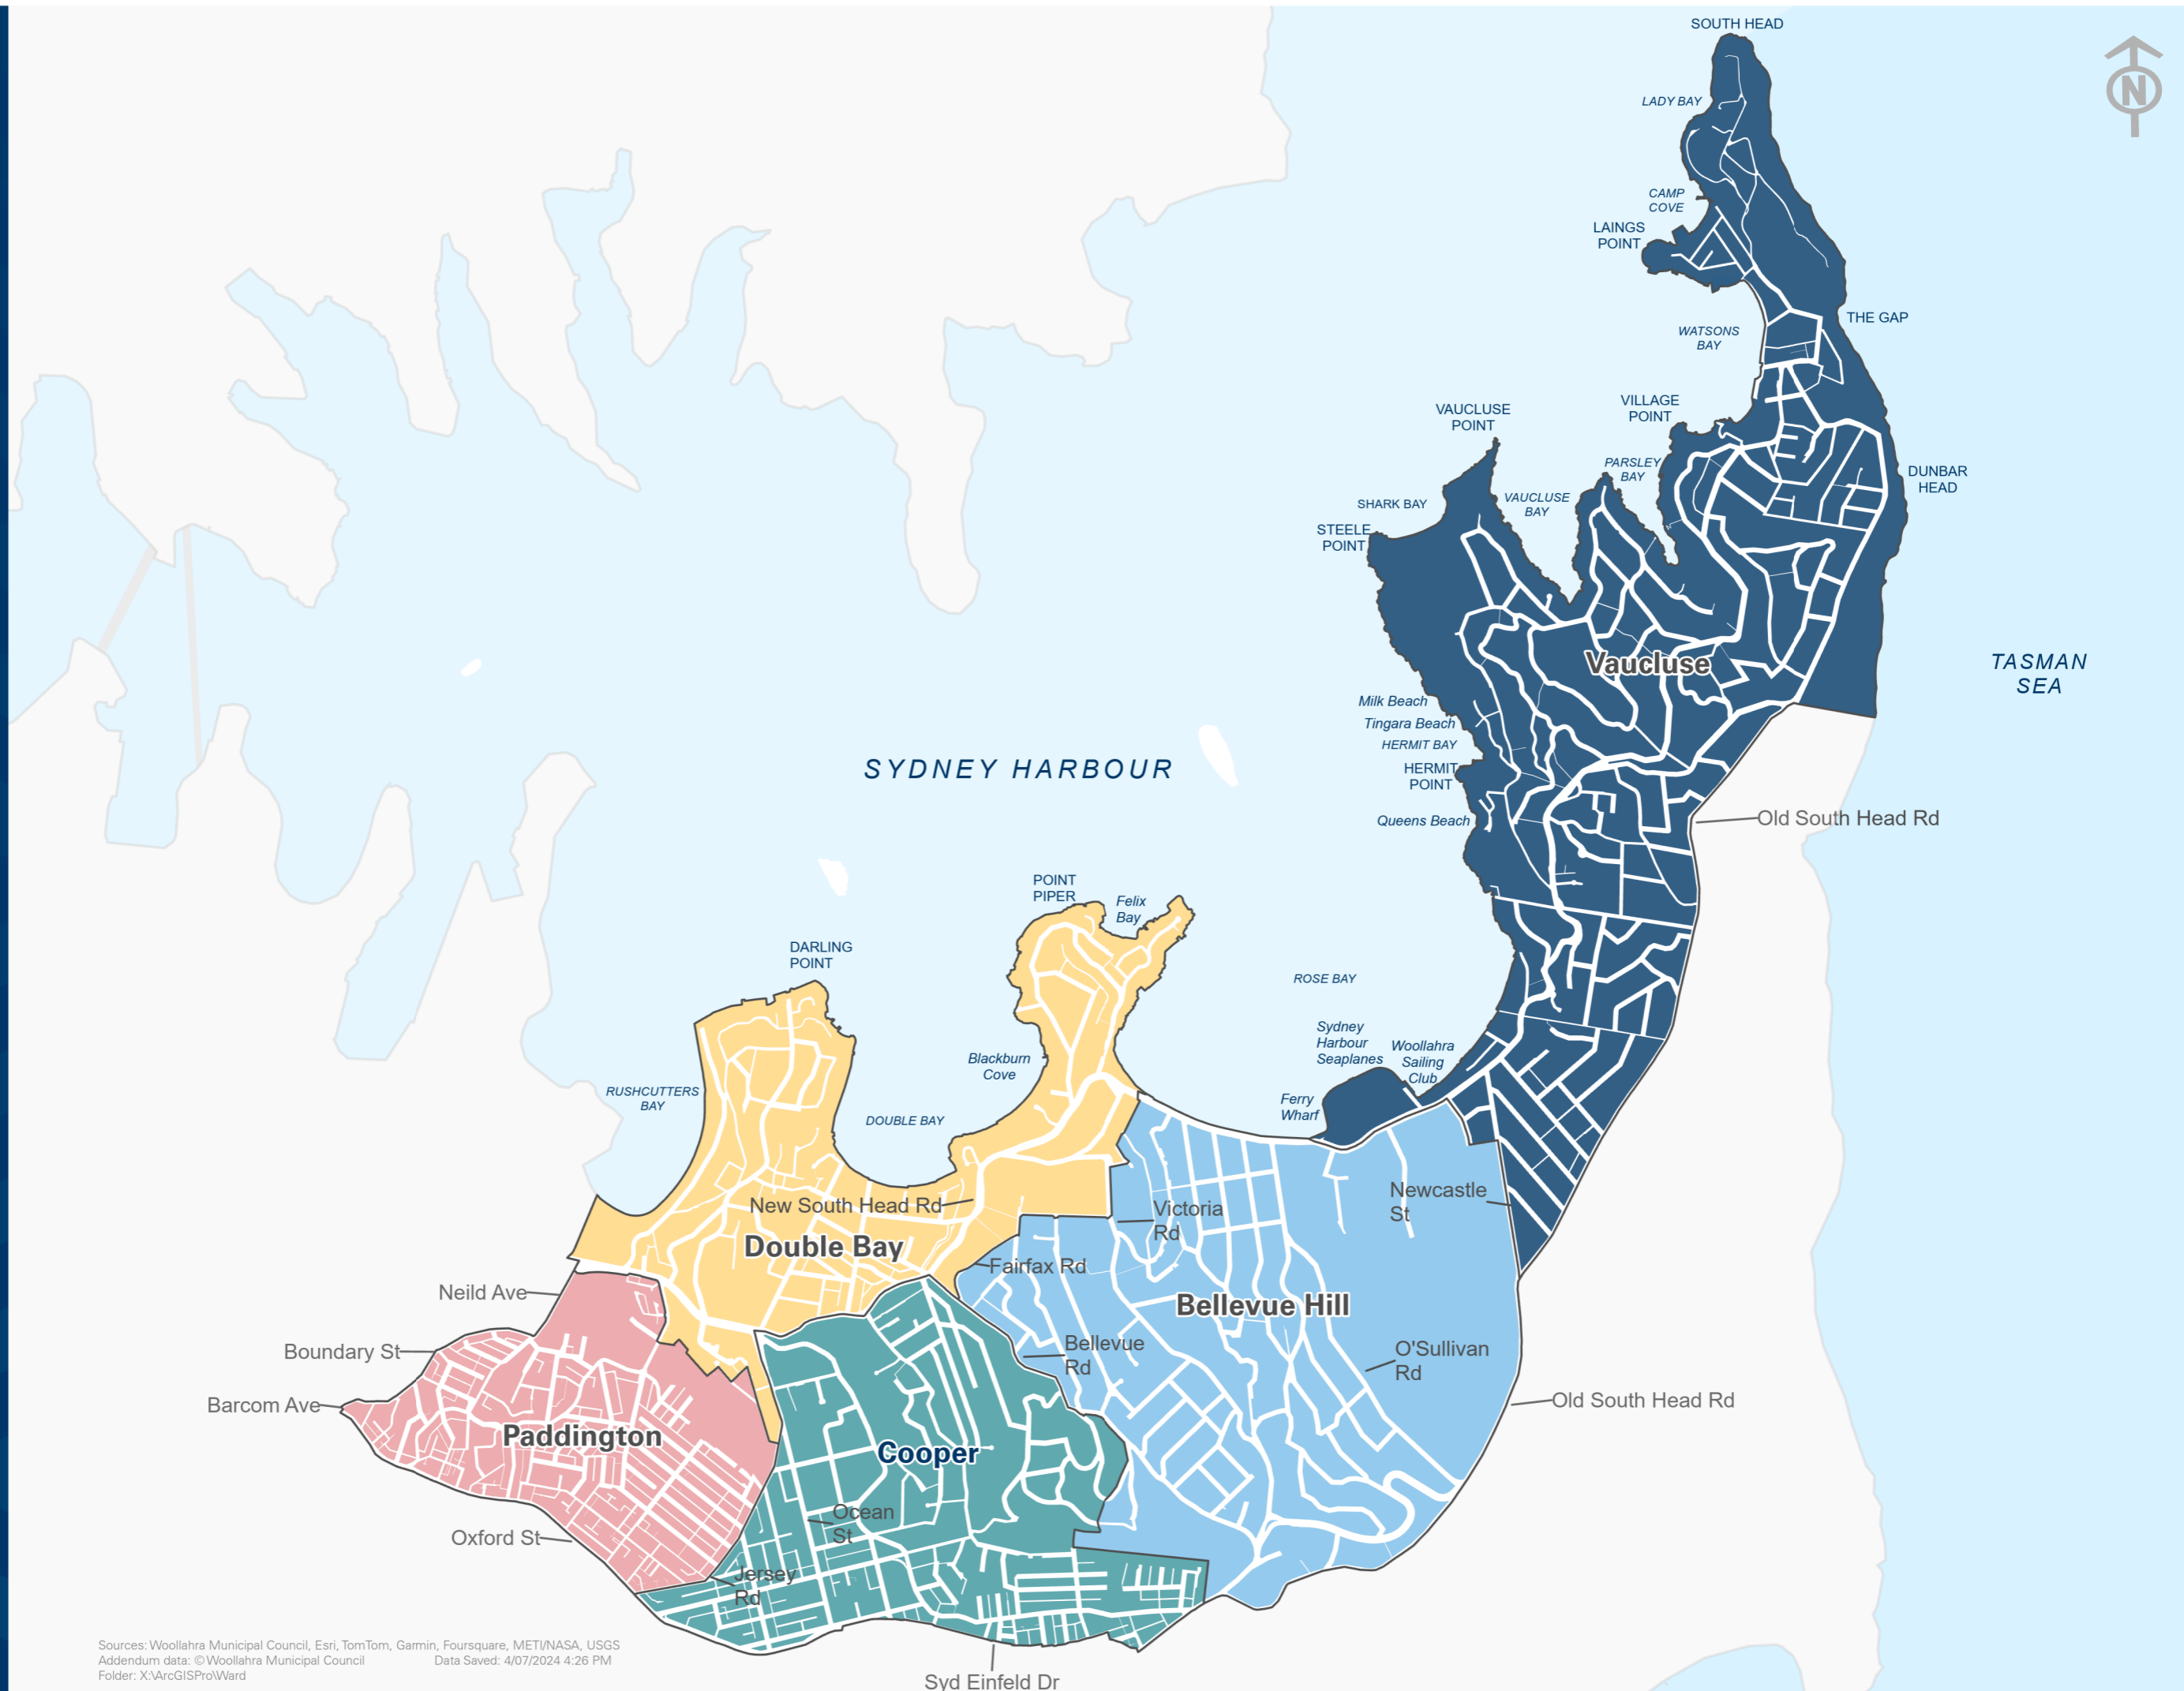 SOUTH HEAD
N
LADY BAY
CAMP
COVE
LAINGS
POINT
THE GAP
WATSONS
BAY
VILLAGE
POINT
VAUCLUSE
POINT
PARSLEY
BAY
DUNBAR
HEAD
SHARK BAY
VAUCLUSE
BAY
STEELE
POINT
Vaucluse
TASMAN
SEA
Milk Beach
Tingara Beach
HERMIT BAY
HERMIT
POINT
Queens Beach
SYDNEY HARBOUR
Old South Head Rd
POINT
PIPER
Felix
Bay
DARLING
POINT
ROSE BAY
Sydney
Harbour
Seaplanes
Woollahra
Sailing
Club
Blackburn
Cove
RUSHCUTTERS
BAY
DOUBLE BAY
Ferry
Wharf
New South Head Rd
Victoria
Rd
Newcastle
St
Double Bay
Fairfax Rd
Neild Ave
Bellevue Hill
Boundary St
Bellevue
Rd
O'Sullivan
Rd
Barcom Ave
Old South Head Rd
Paddington
Cooper
Ocean
St
Oxford St
Jersey
Rd
Syd Einfeld Dr
Sources: Woollahra Municipal Council, Esri, TomTom, Garmin, Foursquare, METI/NASA, USGS
Addendum data: © Woollahra Municipal Council Data Saved: 4/07/2024 4:26 PM
Folder: X:\ArcGISPro\Ward